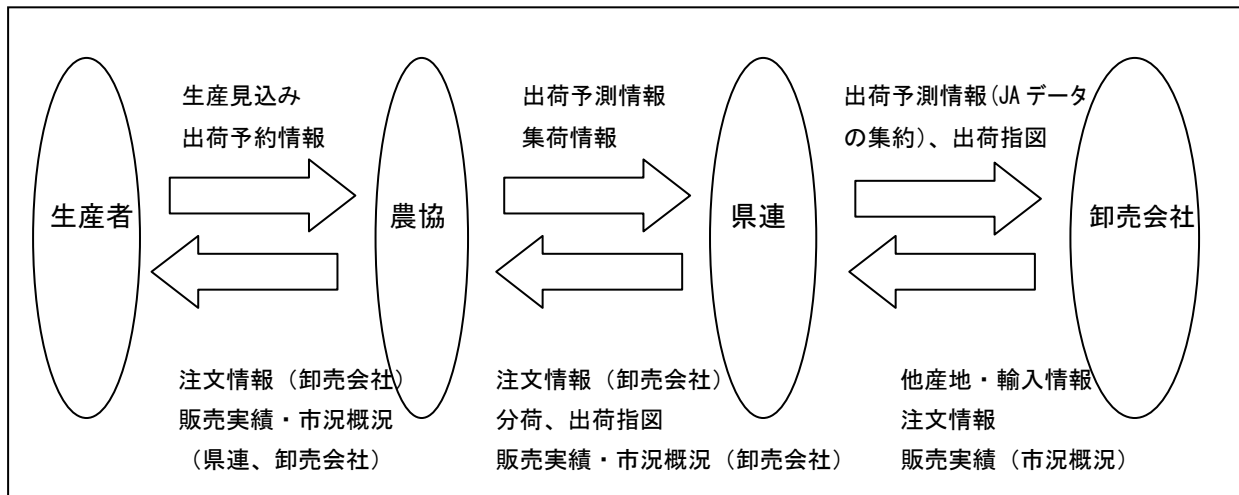 生産見込み
出荷予約情報
出荷予測情報
集荷情報
出荷予測情報(JA データ
の集約)、出荷指図
生産者
農協
県連
卸売会社
注文情報（卸売会社）
販売実績・市況概況
（県連、卸売会社）
注文情報（卸売会社）
分荷、出荷指図
販売実績・市況概況（卸売会社）
他産地・輸入情報
注文情報
販売実績（市況概況）